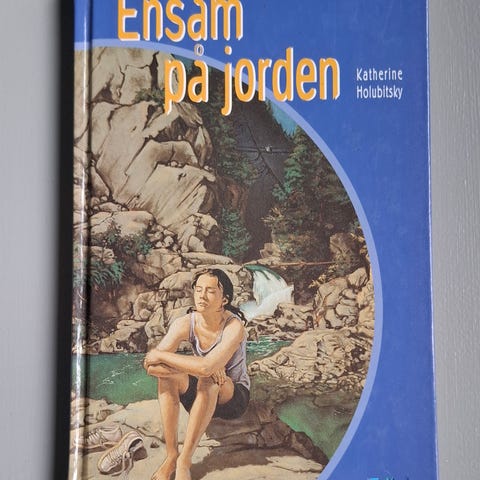 Ensam
på jorden
Katherine
Holubitsky